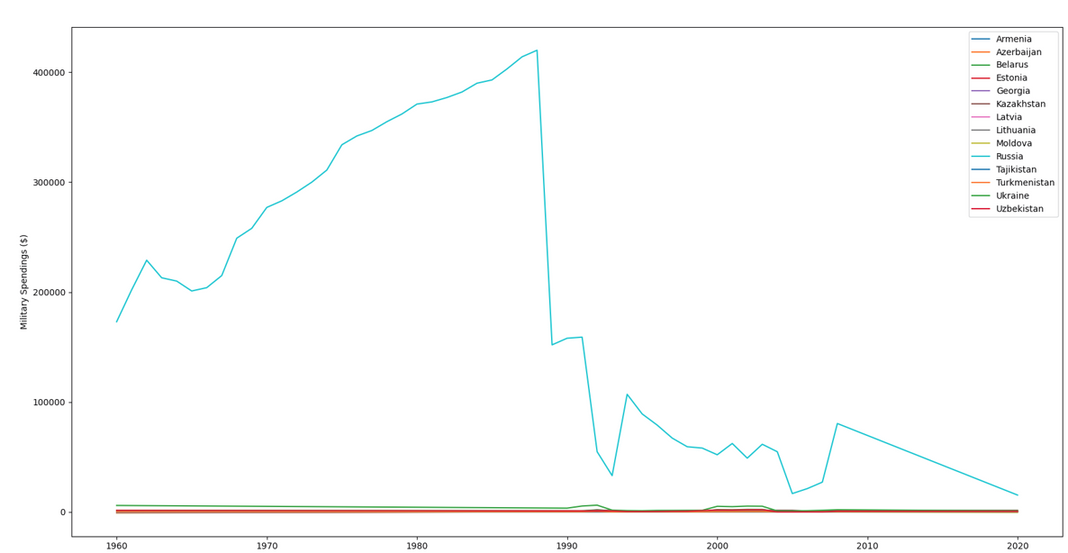 400000
300000
200000
100000
0
Military Spendings ($)
1960
1970
1980
1990
2000
2010
2020
Armenia
Azerbaijan
Belarus
Estonia
Georgia
Kazakhstan
Latvia
Lithuania
Moldova
Russia
Tajikistan
Turkmenistan
Ukraine
Uzbekistan